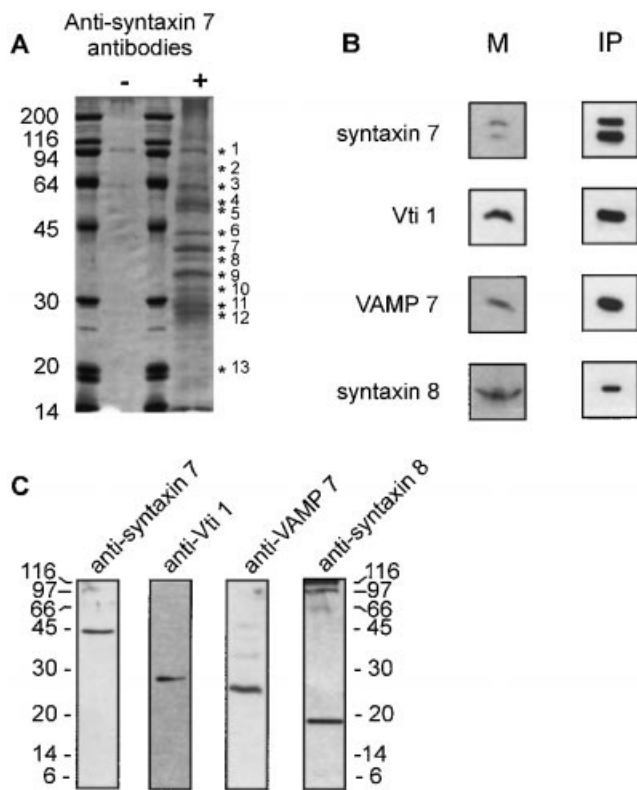 Anti-syntaxin 7
antibodies
A
- +
200
116
94
64
45
30
20
14
* 1
* 2
* 3
* 4
* 5
* 6
* 7
* 8
* 9
* 10
* 11
* 12
* 13
B M IP
syntaxin 7
Vti 1
VAMP 7
syntaxin 8
C
anti-syntaxin 7
anti-Vti 1
anti-VAMP 7
anti-syntaxin 8
116
97
66
45 -
30 -
20 -
14 -
6 -
116
97
66
- 45
- 30
- 20
- 14
- 6